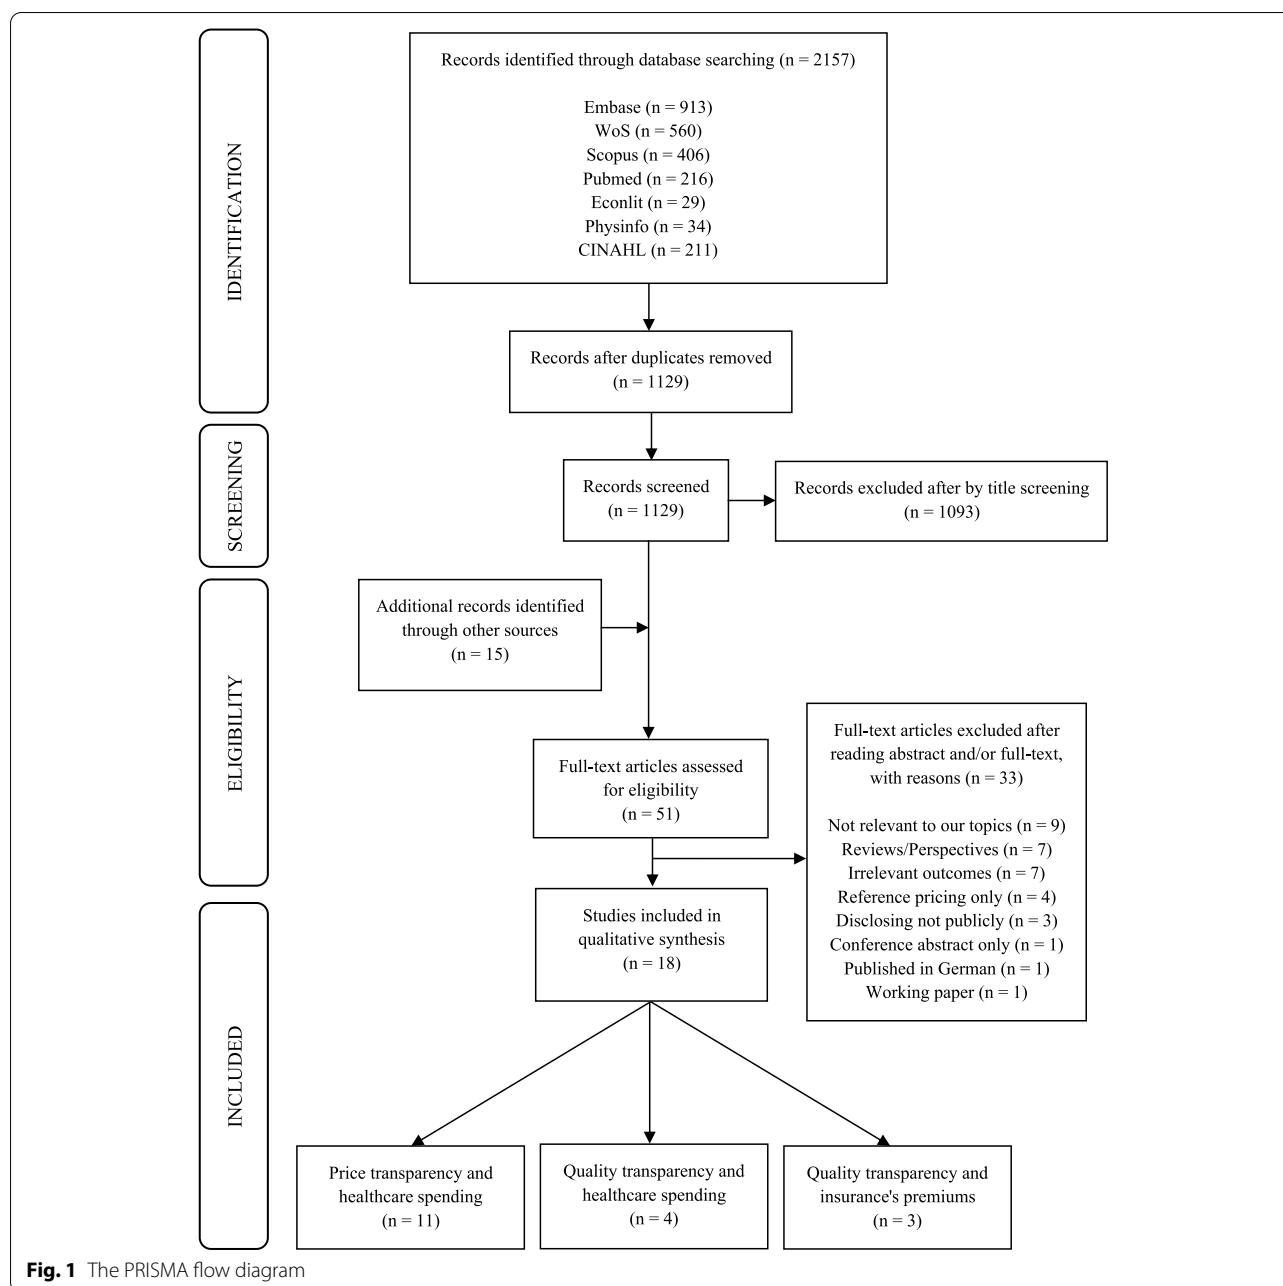 IDENTIFICATION
Records identified through database searching (n = 2157)
Embase (n = 913)
WoS (n = 560)
Scopus (n = 406)
Pubmed (n = 216)
Econlit (n = 29)
Physinfo (n = 34)
CINAHL (n = 211)
Records after duplicates removed
(n = 1129)
SCREENING
Records screened
(n = 1129)
Records excluded after by title screening
(n = 1093)
ELIGIBILITY
Additional records identified
through other sources
(n = 15)
Full-text articles assessed
for eligibility
(n = 51)
Full-text articles excluded after
reading abstract and/or full-text,
with reasons (n = 33)
Not relevant to our topics (n = 9)
Reviews/Perspectives (n = 7)
Irrelevant outcomes (n = 7)
Reference pricing only (n = 4)
Disclosing not publicly (n = 3)
Conference abstract only (n = 1)
Published in German (n = 1)
Working paper (n = 1)
INCLUDED
Studies included in
qualitative synthesis
(n = 18)
Price transparency and
healthcare spending
(n = 11)
Quality transparency and
healthcare spending
(n = 4)
Quality transparency and
insurance's premiums
(n = 3)
Fig. 1 The PRISMA flow diagram